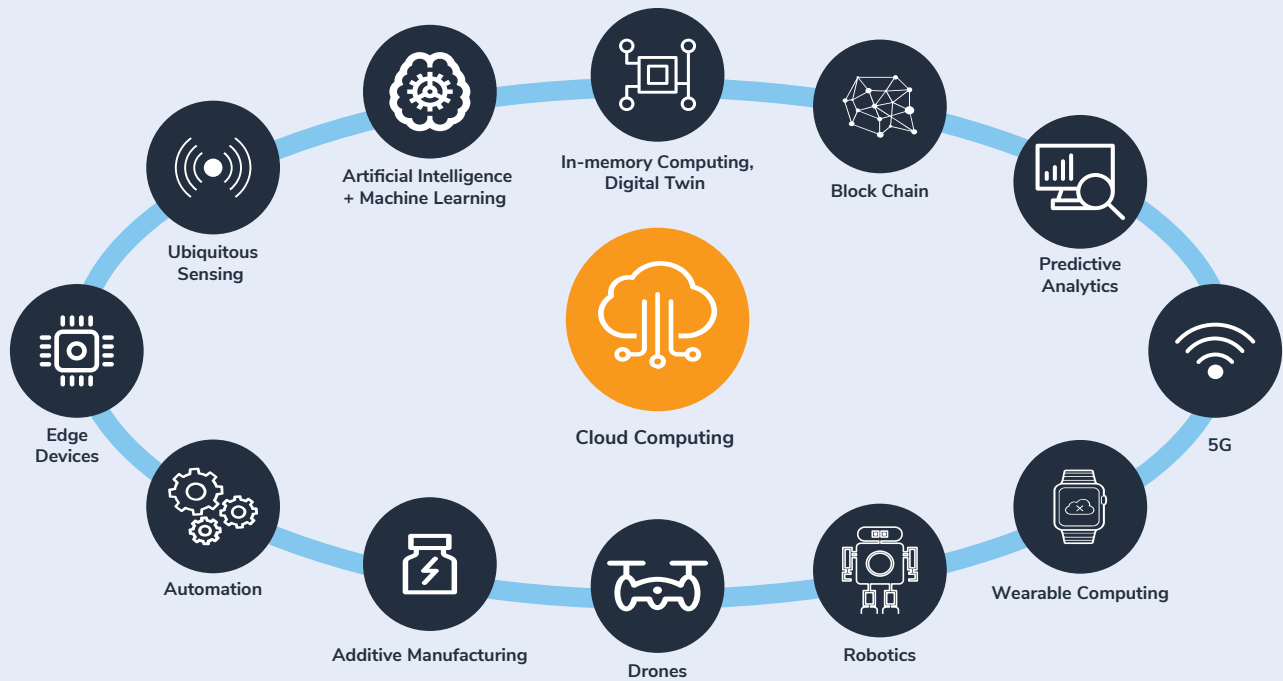 Artificial Intelligence
+ Machine Learning
In-memory Computing,
Digital Twin
Block Chain
Ubiquitous
Sensing
Predictive
Analytics
Edge
Devices
Cloud Computing
5G
Automation
Wearable Computing
Additive Manufacturing
Drones
Robotics